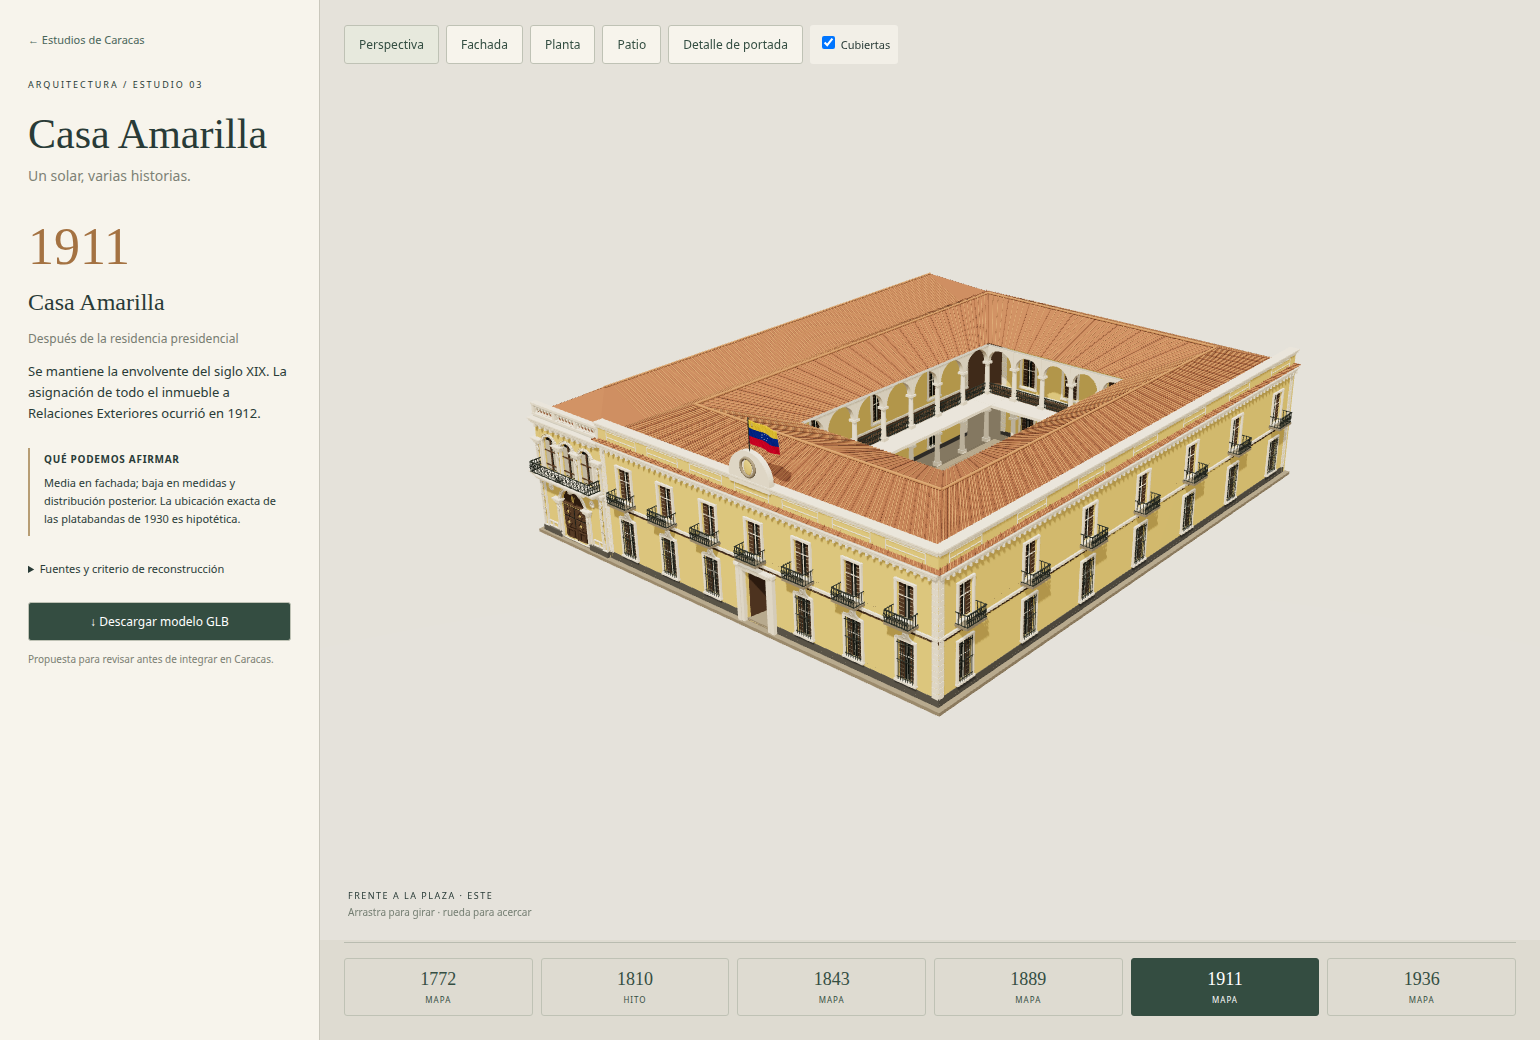 ← Estudios de Caracas
ARQUITECTURA / ESTUDIO 03
Casa Amarilla
Un solar, varias historias.
1911
Casa Amarilla
Después de la residencia presidencial
Se mantiene la envolvente del siglo XIX. La
asignación de todo el inmueble a
Relaciones Exteriores ocurrió en 1912.
QUÉ PODEMOS AFIRMAR
Media en fachada; baja en medidas y
distribución posterior. La ubicación exacta de
las platabandas de 1930 es hipotética.
▶ Fuentes y criterio de reconstrucción
↓ Descargar modelo GLB
Propuesta para revisar antes de integrar en Caracas.
Perspectiva
Fachada
Planta
Patio
Detalle de portada
Cubiertas
FRENTE A LA PLAZA · ESTE
Arrastra para girar · rueda para acercar
1772
MAPA
1810
HITO
1843
MAPA
1889
MAPA
1911
MAPA
1936
MAPA